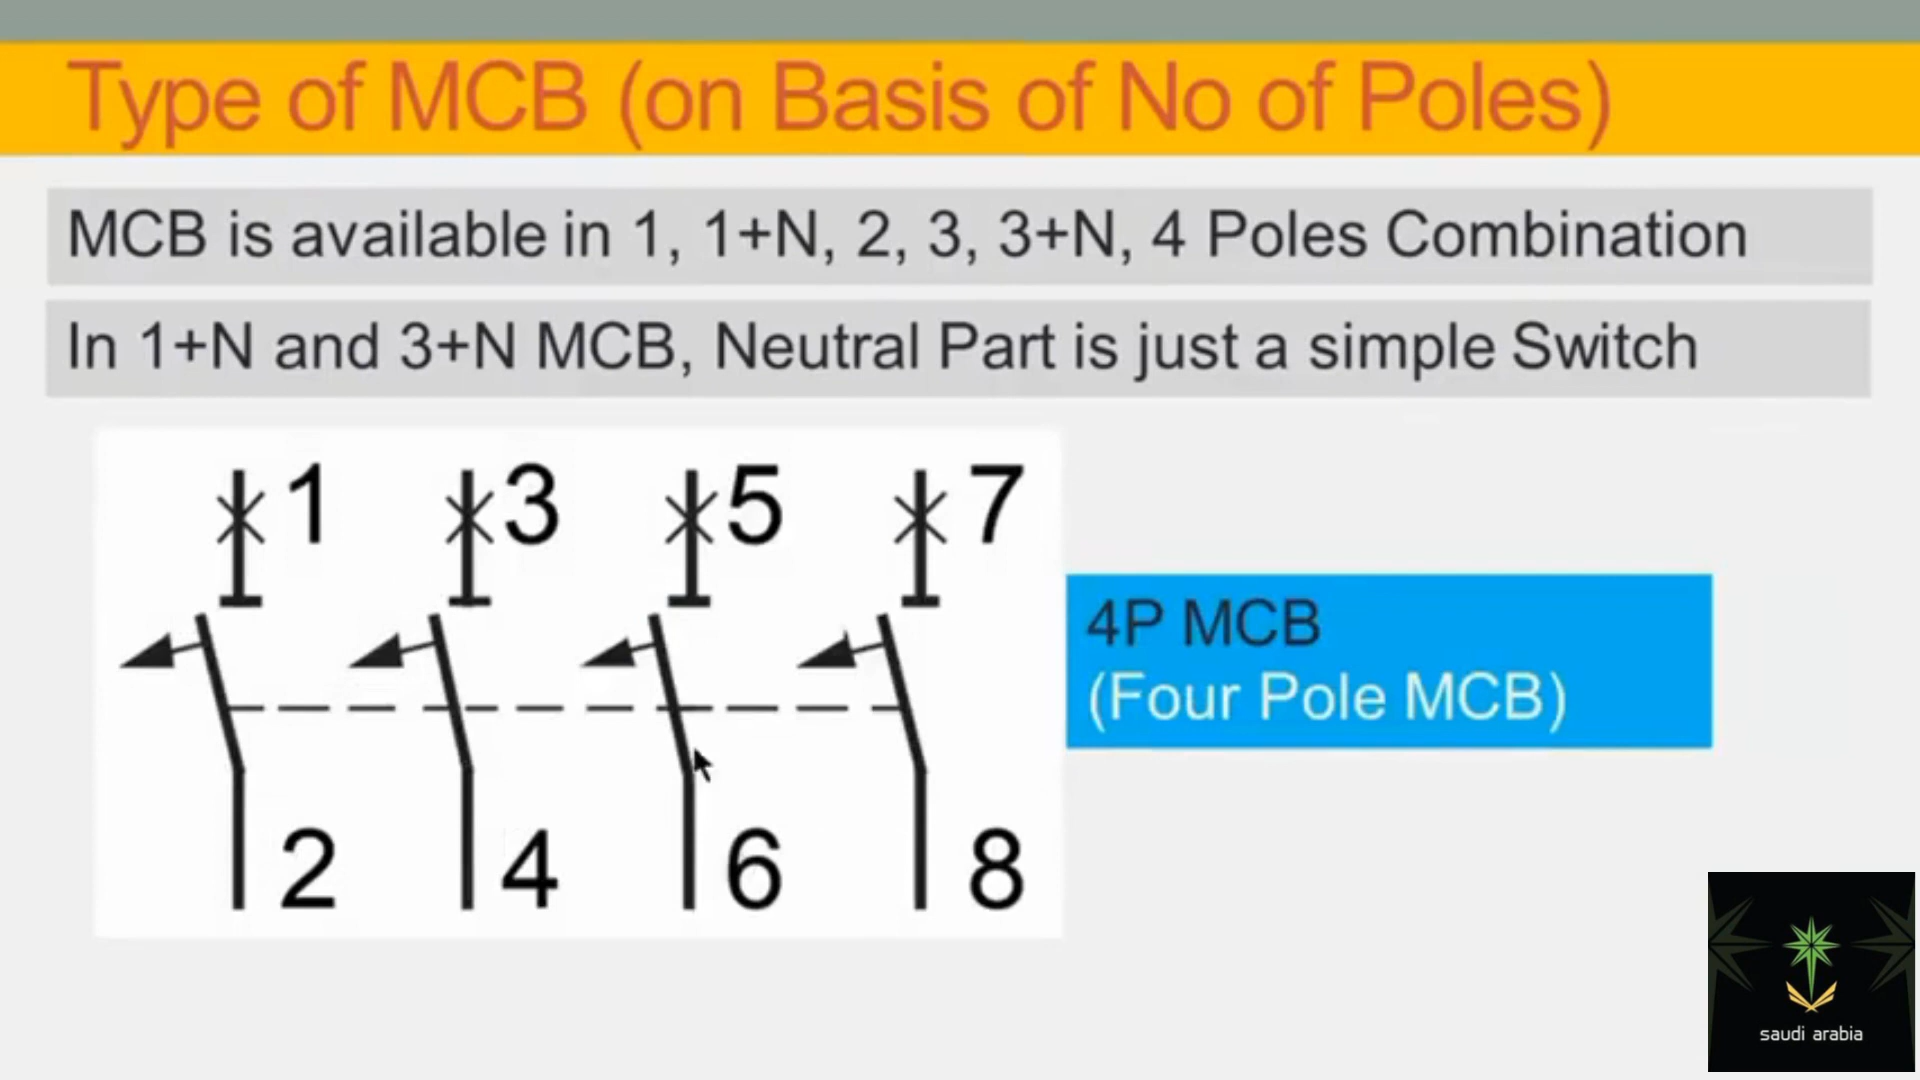 Type of MCB (on Basis of No of Poles)
MCB is available in 1, 1+N, 2, 3, 3+N, 4 Poles Combination
In 1+N and 3+N MCB, Neutral Part is just a simple Switch
1 3 5 7
4P MCB
(Four Pole MCB)
2 4 6 8
saudi arabia